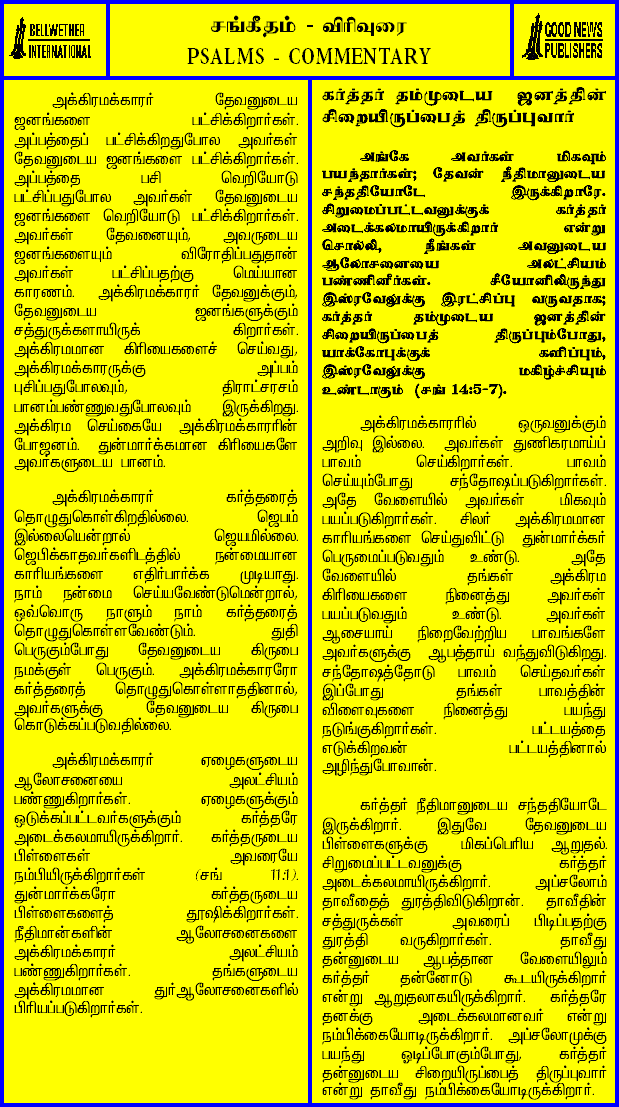 BELLWETHER
INTERNATIONAL
சங்கீதம் - விரிவுரை
PSALMS - COMMENTARY
GOOD NEWS
PUBLISHERS
அக்கிரமக்காரர் தேவனுடைய
ஜனங்களை பட்சிக்கிறார்கள்.
அப்பத்தைப் பட்சிக்கிறதுபோல அவர்கள்
தேவனுடைய ஜனங்களை பட்சிக்கிறார்கள்.
அப்பத்தை பசி வெறியோடு
பட்சிப்பதுபோல அவர்கள் தேவனுடைய
ஜனங்களை வெறியோடு பட்சிக்கிறார்கள்.
அவர்கள் தேவனையும், அவருடைய
ஜனங்களையும் விரோதிப்பதுதான்
அவர்கள் பட்சிப்பதற்கு மெய்யான
காரணம். அக்கிரமக்காரர் தேவனுக்கும்,
தேவனுடைய ஜனங்களுக்கும்
சத்துருக்களாயிருக் கிறார்கள்.
அக்கிரமமான கிரியைகளைச் செய்வது,
அக்கிரமக்காரருக்கு அப்பம்
புசிப்பதுபோலவும், திராட்சரசம்
பானம்பண்ணுவதுபோலவும் இருக்கிறது.
அக்கிரம செய்கையே அக்கிரமக்காரரின்
போஜனம். துன்மார்க்கமான கிரியைகளே
அவர்களுடைய பானம்.
அக்கிரமக்காரர் கர்த்தரைத்
தொழுதுகொள்கிறதில்லை. ஜெபம்
இல்லையென்றால் ஜெயமில்லை.
ஜெபிக்காதவர்களிடத்தில் நன்மையான
காரியங்களை எதிர்பார்க்க முடியாது.
நாம் நன்மை செய்யவேண்டுமென்றால்,
ஒவ்வொரு நாளும் நாம் கர்த்தரைத்
தொழுதுகொள்ளவேண்டும். துதி
பெருகும்போது தேவனுடைய கிருபை
நமக்குள் பெருகும். அக்கிரமக்காரரோ
கர்த்தரைத் தொழுதுகொள்ளாததினால்,
அவர்களுக்கு தேவனுடைய கிருபை
கொடுக்கப்படுவதில்லை.
அக்கிரமக்காரர் ஏழைகளுடைய
ஆலோசனையை அலட்சியம்
பண்ணுகிறார்கள். ஏழைகளுக்கும்
ஒடுக்கப்பட்டவர்களுக்கும் கர்த்தரே
அடைக்கலமாயிருக்கிறார். கர்த்தருடைய
பிள்ளைகள் அவரையே
நம்பியிருக்கிறார்கள் (சங் 11:1).
துன்மார்க்கரோ கர்த்தருடைய
பிள்ளைகளைத் தூஷிக்கிறார்கள்.
நீதிமான்களின் ஆலோசனைகளை
அக்கிரமக்காரர் அலட்சியம்
பண்ணுகிறார்கள். தங்களுடைய
அக்கிரமமான துர்ஆலோசனைகளில்
பிரியப்படுகிறார்கள்.
கர்த்தர் தம்முடைய ஜனத்தின்
சிறையிருப்பைத் திருப்புவார்
அங்கே அவர்கள் மிகவும்
பயந்தார்கள்; தேவன் நீதிமானுடைய
சந்ததியோடே இருக்கிறாரே.
சிறுமைப்பட்டவனுக்குக் கர்த்தர்
அடைக்கலமாயிருக்கிறார் என்று
சொல்லி, நீங்கள் அவனுடைய
ஆலோசனையை அலட்சியம்
பண்ணினீர்கள். சீயோனிலிருந்து
இஸ்ரவேலுக்கு இரட்சிப்பு வருவதாக;
கர்த்தர் தம்முடைய ஜனத்தின்
சிறையிருப்பைத் திருப்பும்போது,
யாக்கோபுக்குக் களிப்பும்,
இஸ்ரவேலுக்கு மகிழ்ச்சியும்
உண்டாகும் (சங் 14:5-7).
அக்கிரமக்காரரில் ஒருவனுக்கும்
அறிவு இல்லை. அவர்கள் துணிகரமாய்ப்
பாவம் செய்கிறார்கள். பாவம்
செய்யும்போது சந்தோஷப்படுகிறார்கள்.
அதே வேளையில் அவர்கள் மிகவும்
பயப்படுகிறார்கள். சிலர் அக்கிரமமான
காரியங்களை செய்துவிட்டு துன்மார்க்கர்
பெருமைப்படுவதும் உண்டு. அதே
வேளையில் தங்கள் அக்கிரம
கிரியைகளை நினைத்து அவர்கள்
பயப்படுவதும் உண்டு. அவர்கள்
ஆசையாய் நிறைவேற்றிய பாவங்களே
அவர்களுக்கு ஆபத்தாய் வந்துவிடுகிறது.
சந்தோஷத்தோடு பாவம் செய்தவர்கள்
இப்போது தங்கள் பாவத்தின்
விளைவுகளை நினைத்து பயந்து
நடுங்குகிறார்கள். பட்டயத்தை
எடுக்கிறவன் பட்டயத்தினால்
அழிந்துபோவான்.
கர்த்தர் நீதிமானுடைய சந்ததியோடே
இருக்கிறார். இதுவே தேவனுடைய
பிள்ளைகளுக்கு மிகப்பெரிய ஆறுதல்.
சிறுமைப்பட்டவனுக்கு கர்த்தர்
அடைக்கலமாயிருக்கிறார். அப்சலோம்
தாவீதைத் துரத்திவிடுகிறான். தாவீதின்
சத்துருக்கள் அவரைப் பிடிப்பதற்கு
துரத்தி வருகிறார்கள். தாவீது
தன்னுடைய ஆபத்தான வேளையிலும்
கர்த்தர் தன்னோடு கூடயிருக்கிறார்
என்று ஆறுதலாகயிருக்கிறார். கர்த்தரே
தனக்கு அடைக்கலமானவர் என்று
நம்பிக்கையோடிருக்கிறார். அப்சலோமுக்கு
பயந்து ஓடிப்போகும்போது, கர்த்தர்
தன்னுடைய சிறையிருப்பைத் திருப்புவார்
என்று தாவீது நம்பிக்கையோடிருக்கிறார்.